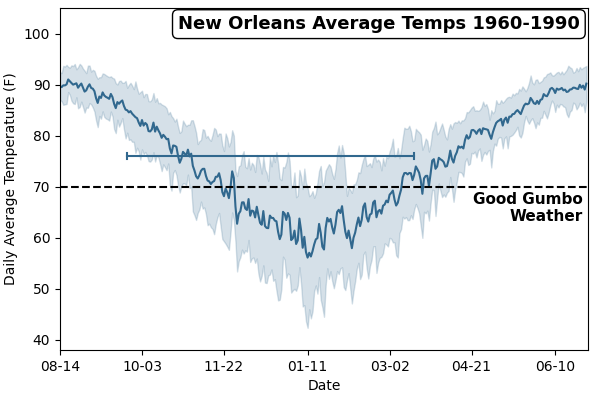 New Orleans Average Temps 1960-1990
Daily Average Temperature (F)
100
90
80
70
60
50
40
Good Gumbo
Weather
08-14
10-03
11-22
01-11
03-02
04-21
06-10
Date